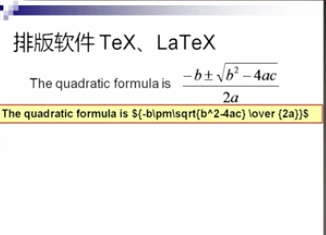 排版软件 TeX、LaTeX
The quadratic formula is −b±√b²−4ac / 2a
The quadratic formula is ${-b\pm\sqrt{b^2-4ac} \over {2a}}$